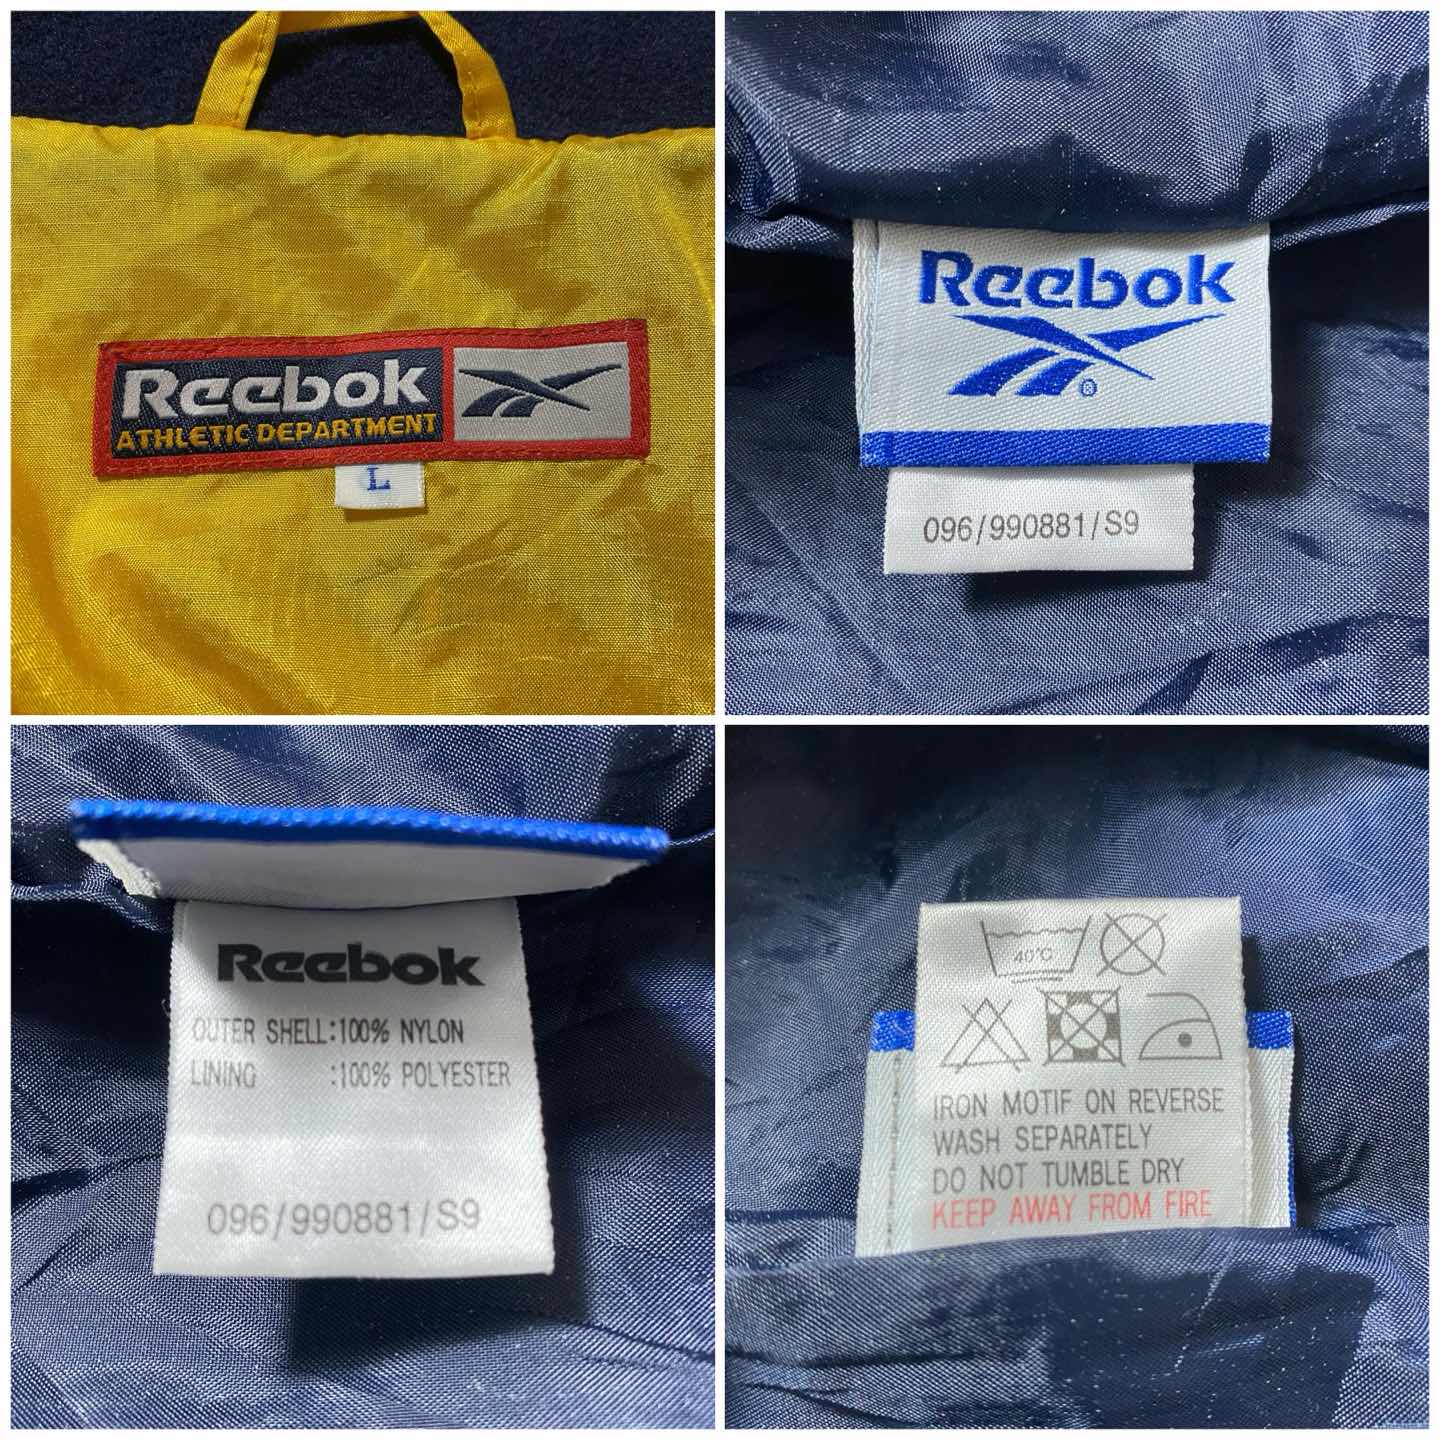 Reebok
ATHLETIC DEPARTMENT
L
Reebok
®
096/990881/S9
Reebok
OUTER SHELL:100% NYLON
LINING :100% POLYESTER
096/990881/S9
40°C
IRON MOTIF ON REVERSE
WASH SEPARATELY
DO NOT TUMBLE DRY
KEEP AWAY FROM FIRE